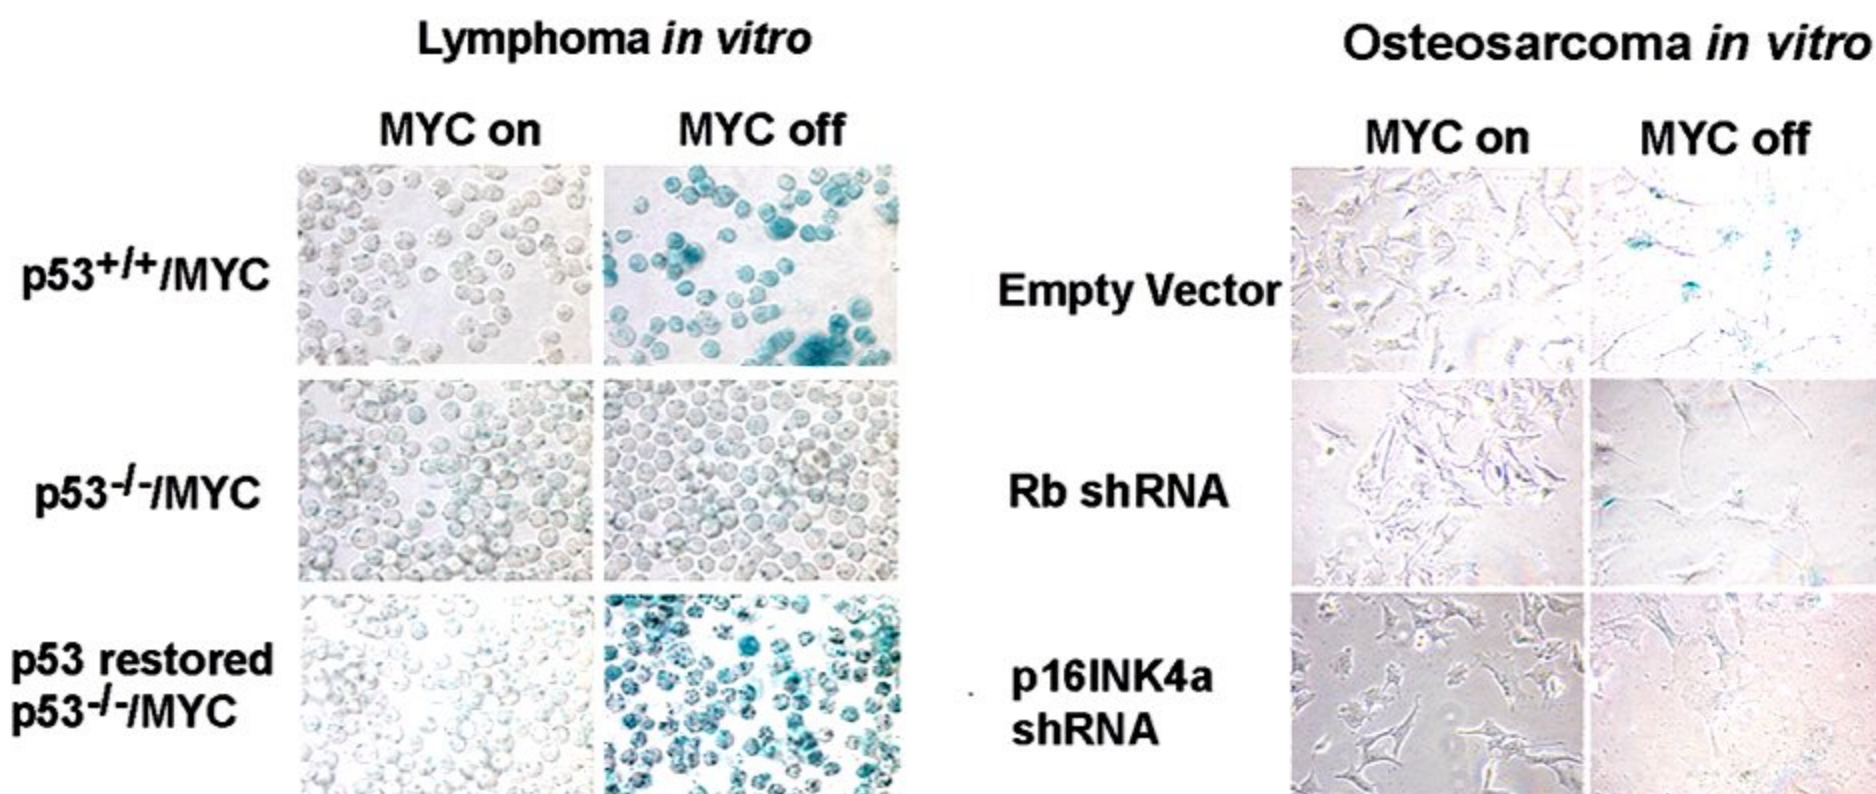 Lymphoma in vitro
MYC on MYC off
p53+/+/MYC
p53-/-/MYC
p53 restored
p53-/-/MYC
Osteosarcoma in vitro
MYC on MYC off
Empty Vector
Rb shRNA
p16INK4a
shRNA